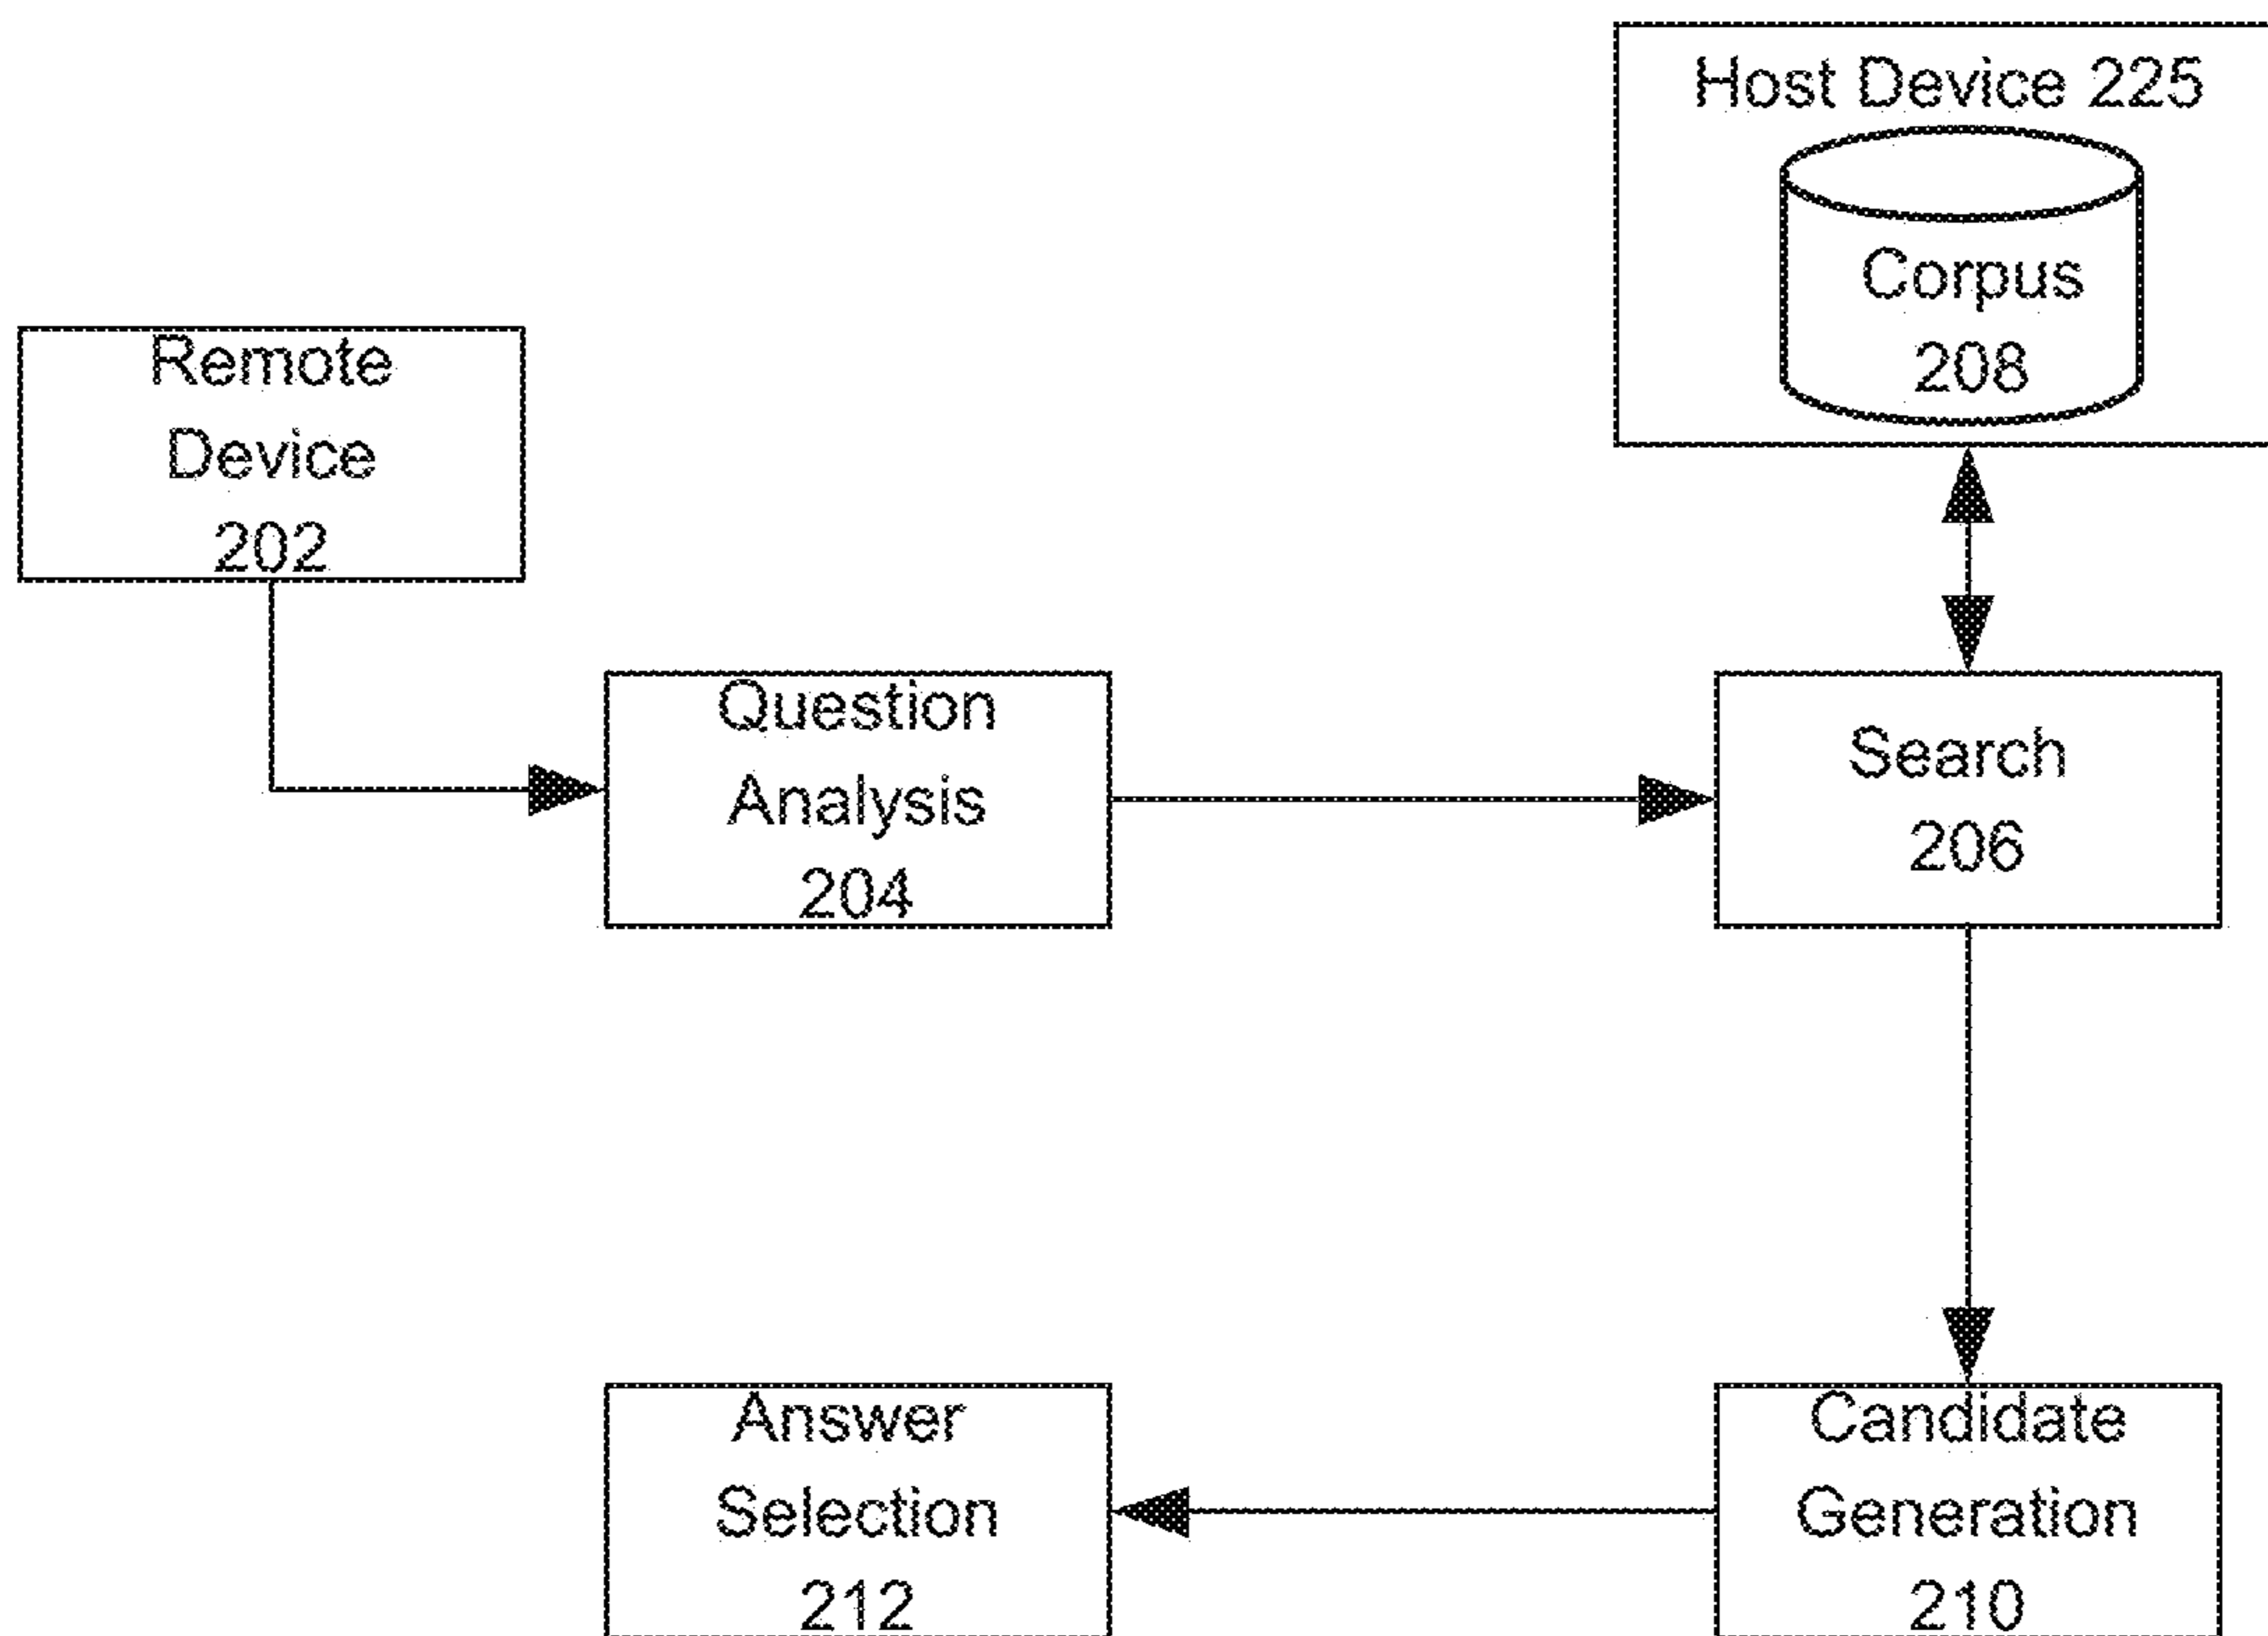 Host Device 225
Corpus
208
Remote
Device
202
Question
Analysis
204
Search
206
Answer
Selection
212
Candidate
Generation
210